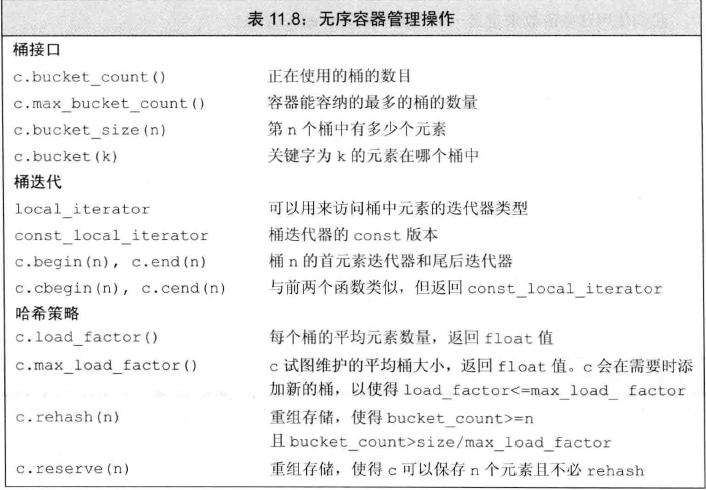 表 11.8：无序容器管理操作
桶接口
c.bucket_count() 正在使用的桶的数目
c.max_bucket_count() 容器能容纳的最多的桶的数量
c.bucket_size(n) 第 n 个桶中有多少个元素
c.bucket(k) 关键字为 k 的元素在哪个桶中
桶迭代
local_iterator 可以用来访问桶中元素的迭代器类型
const_local_iterator 桶迭代器的 const 版本
c.begin(n), c.end(n) 桶 n 的首元素迭代器和尾后迭代器
c.cbegin(n), c.cend(n) 与前两个函数类似，但返回 const_local_iterator
哈希策略
c.load_factor() 每个桶的平均元素数量，返回 float 值
c.max_load_factor() c 试图维护的平均桶大小，返回 float 值。c 会在需要时添
加新的桶，以使得 load_factor<=max_load_ factor
c.rehash(n) 重组存储，使得 bucket_count>=n
且 bucket_count>size/max_load_factor
c.reserve(n) 重组存储，使得 c 可以保存 n 个元素且不必 rehash